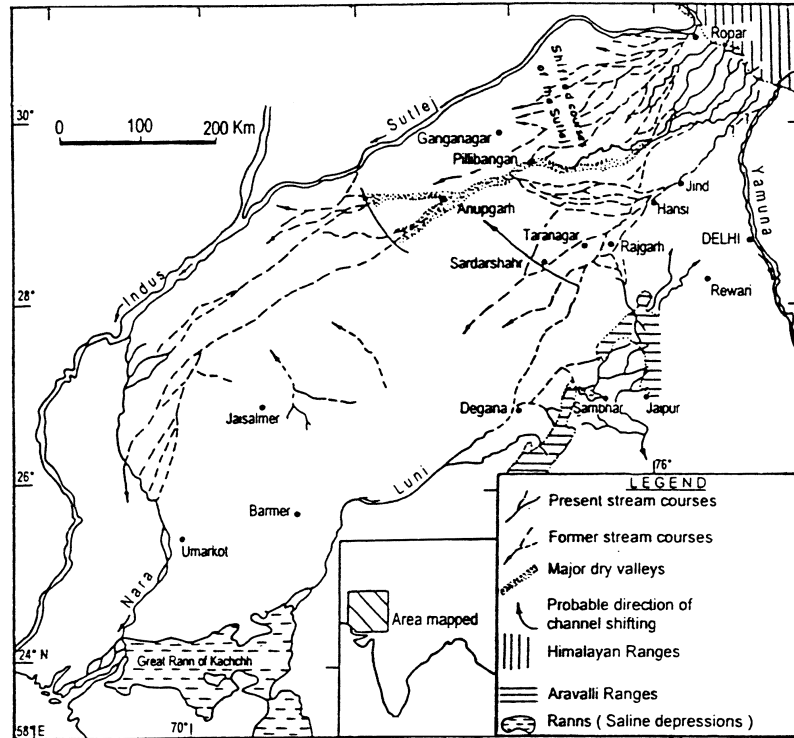 Ropar
Shifted courses
of the Sutlej
30°
0 100 200 Km
Sutlej
Ganganagar
Pillibangan
Yamuna
Jind
Anupgarh
Hansi
Taranagar
Rajgarh
DELHI
Sardarshahr
Rewari
Indus
28°
Degana
Sambhar
Jaipur
Jaisalmer
76°
26°
Luni
Barmer
Umarkot
Nara
Area mapped
24° N
Great Rann of Kachchh
58° E
70°
LEGEND
Present stream courses
Former stream courses
Major dry valleys
Probable direction of
channel shifting
Himalayan Ranges
Aravalli Ranges
Ranns ( Saline depressions )